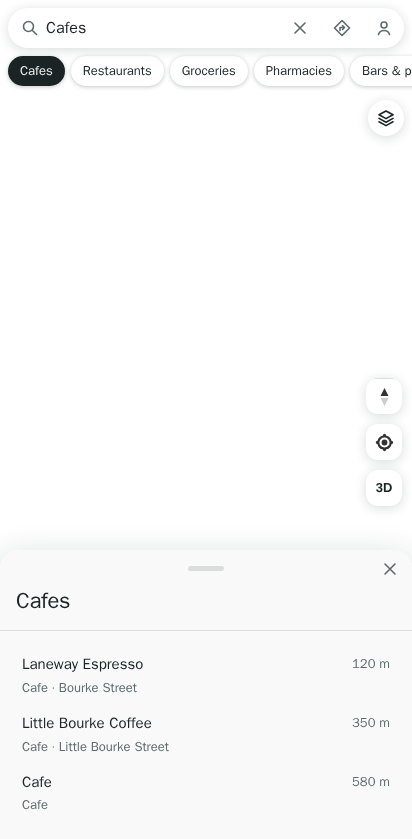 Cafes
Cafes Restaurants Groceries Pharmacies Bars & p
3D
Cafes
Laneway Espresso 120 m
Cafe · Bourke Street
Little Bourke Coffee 350 m
Cafe · Little Bourke Street
Cafe 580 m
Cafe